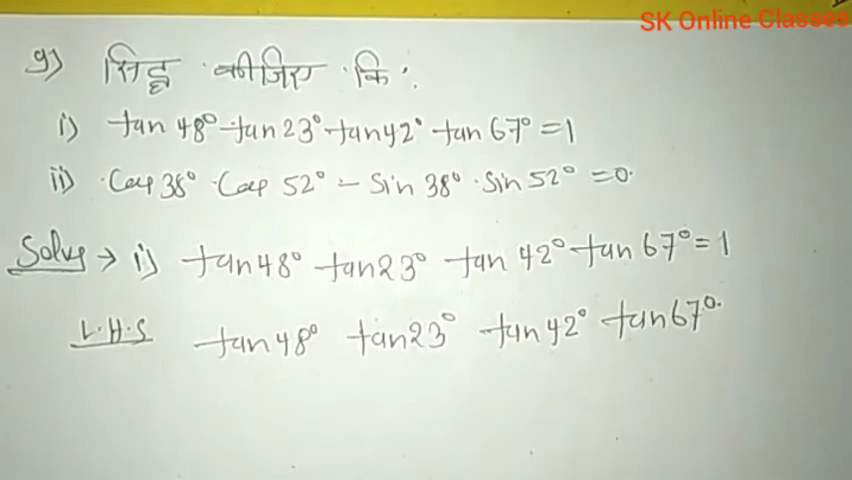 SK Online Classes
9) सिद्ध कीजिए कि :
i) tan 48° tan 23° tan 42° tan 67° = 1
ii) Cos 38° Cos 52° - Sin 38° . Sin 52° = 0
Solve → i) tan 48° tan 23° tan 42° tan 67° = 1
L.H.S tan 48° tan 23° tan 42° tan 67°